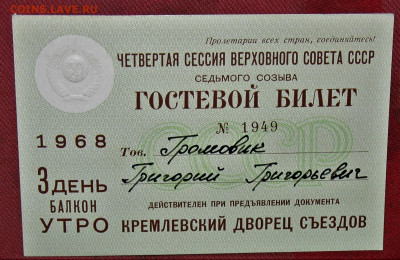 COINS.LAVE.RU
Пролетарии всех стран, соединяйтесь!
ЧЕТВЕРТАЯ СЕССИЯ ВЕРХОВНОГО СОВЕТА СССР
СЕДЬМОГО СОЗЫВА
ГОСТЕВОЙ БИЛЕТ
№ 1949
СССР
1968
Тов. Громовик
Григорий Григорьевич
3 ДЕНЬ
БАЛКОН
УТРО
ДЕЙСТВИТЕЛЕН ПРИ ПРЕДЪЯВЛЕНИИ ДОКУМЕНТА
КРЕМЛЕВСКИЙ ДВОРЕЦ СЪЕЗДОВ